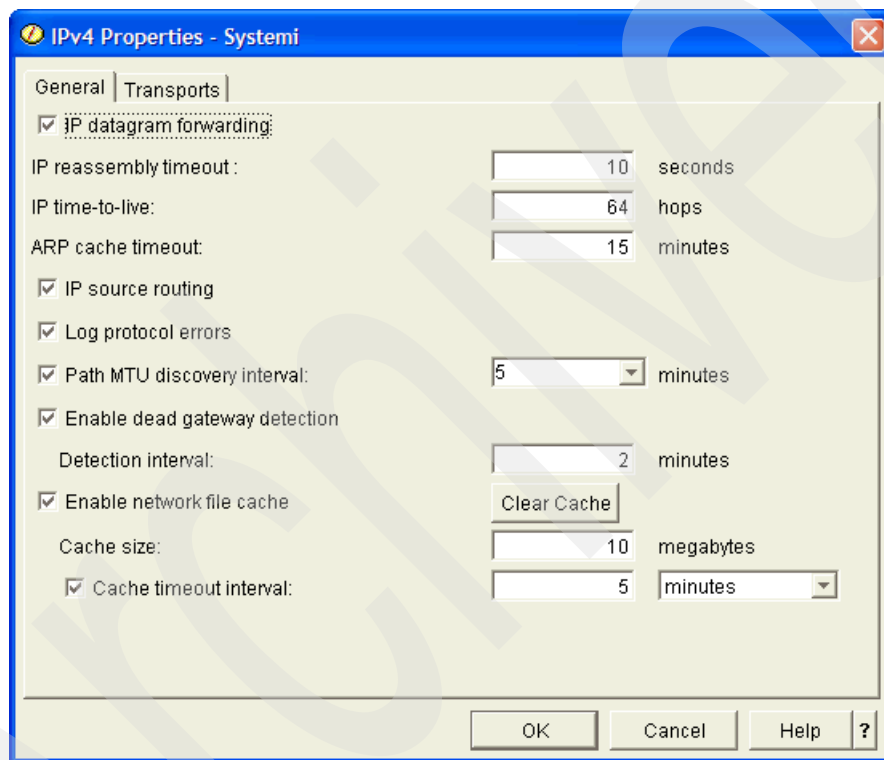 IPv4 Properties - Systemi
General Transports
IP datagram forwarding
IP reassembly timeout : 10 seconds
IP time-to-live: 64 hops
ARP cache timeout: 15 minutes
IP source routing
Log protocol errors
Path MTU discovery interval: 5 minutes
Enable dead gateway detection
Detection interval: 2 minutes
Enable network file cache Clear Cache
Cache size: 10 megabytes
Cache timeout interval: 5 minutes
OK Cancel Help ?